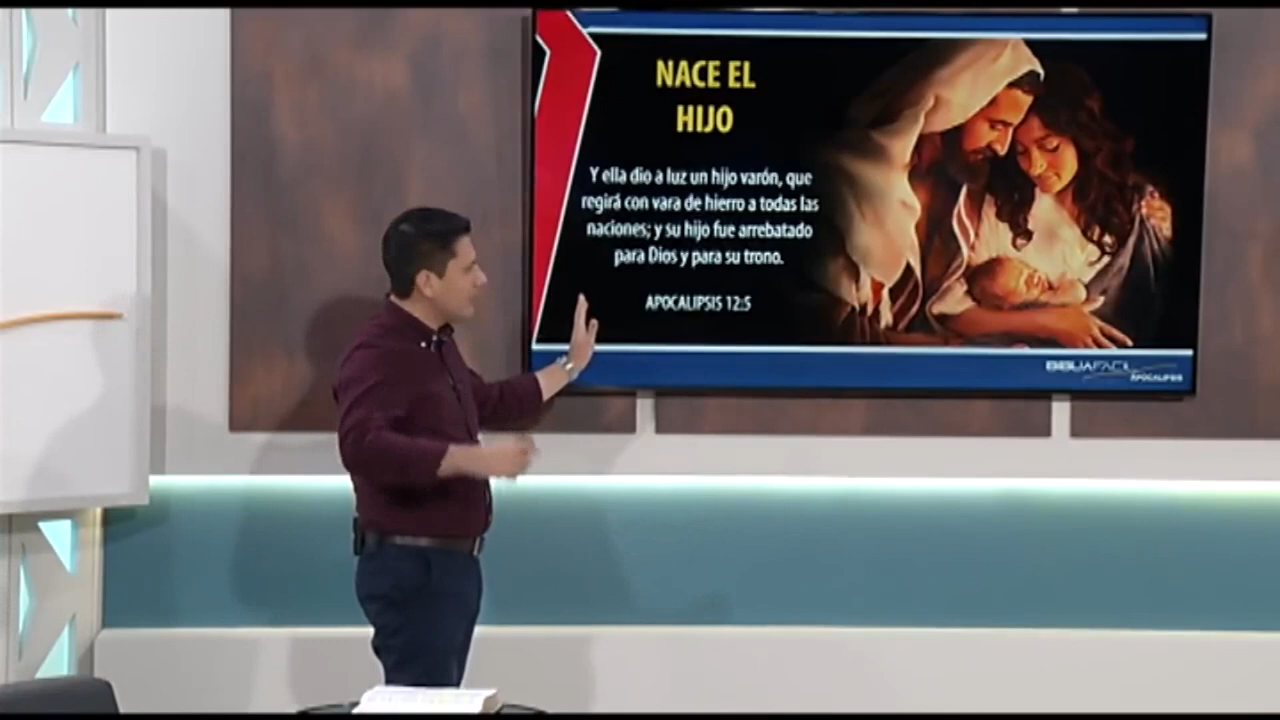 NACE EL
HIJO
Y ella dio a luz un hijo varón, que
regirá con vara de hierro a todas las
naciones; y su hijo fue arrebatado
para Dios y para su trono.
APOCALIPSIS 12:5
BIBLIAFACIL
APOCALIPSIS